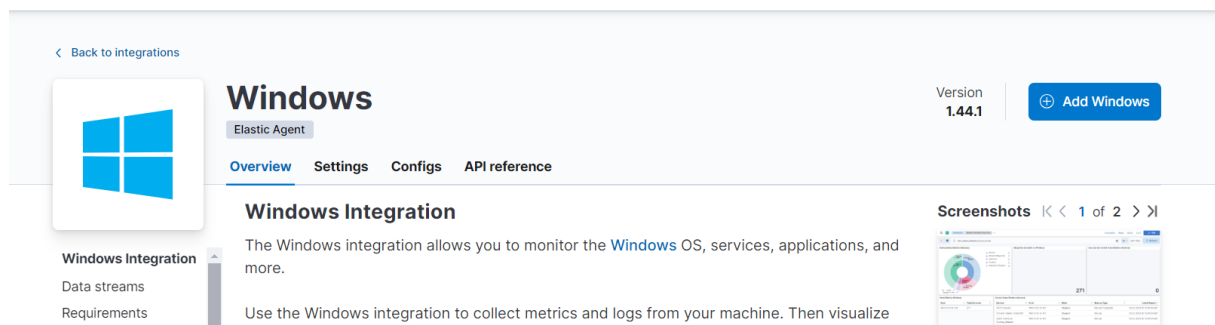 Back to integrations
Windows
Elastic Agent
Version
1.44.1
Add Windows
Overview Settings Configs API reference
Windows Integration
Data streams
Requirements
Windows Integration
The Windows integration allows you to monitor the Windows OS, services, applications, and
more.
Use the Windows integration to collect metrics and logs from your machine. Then visualize
Screenshots 1 of 2
271
0